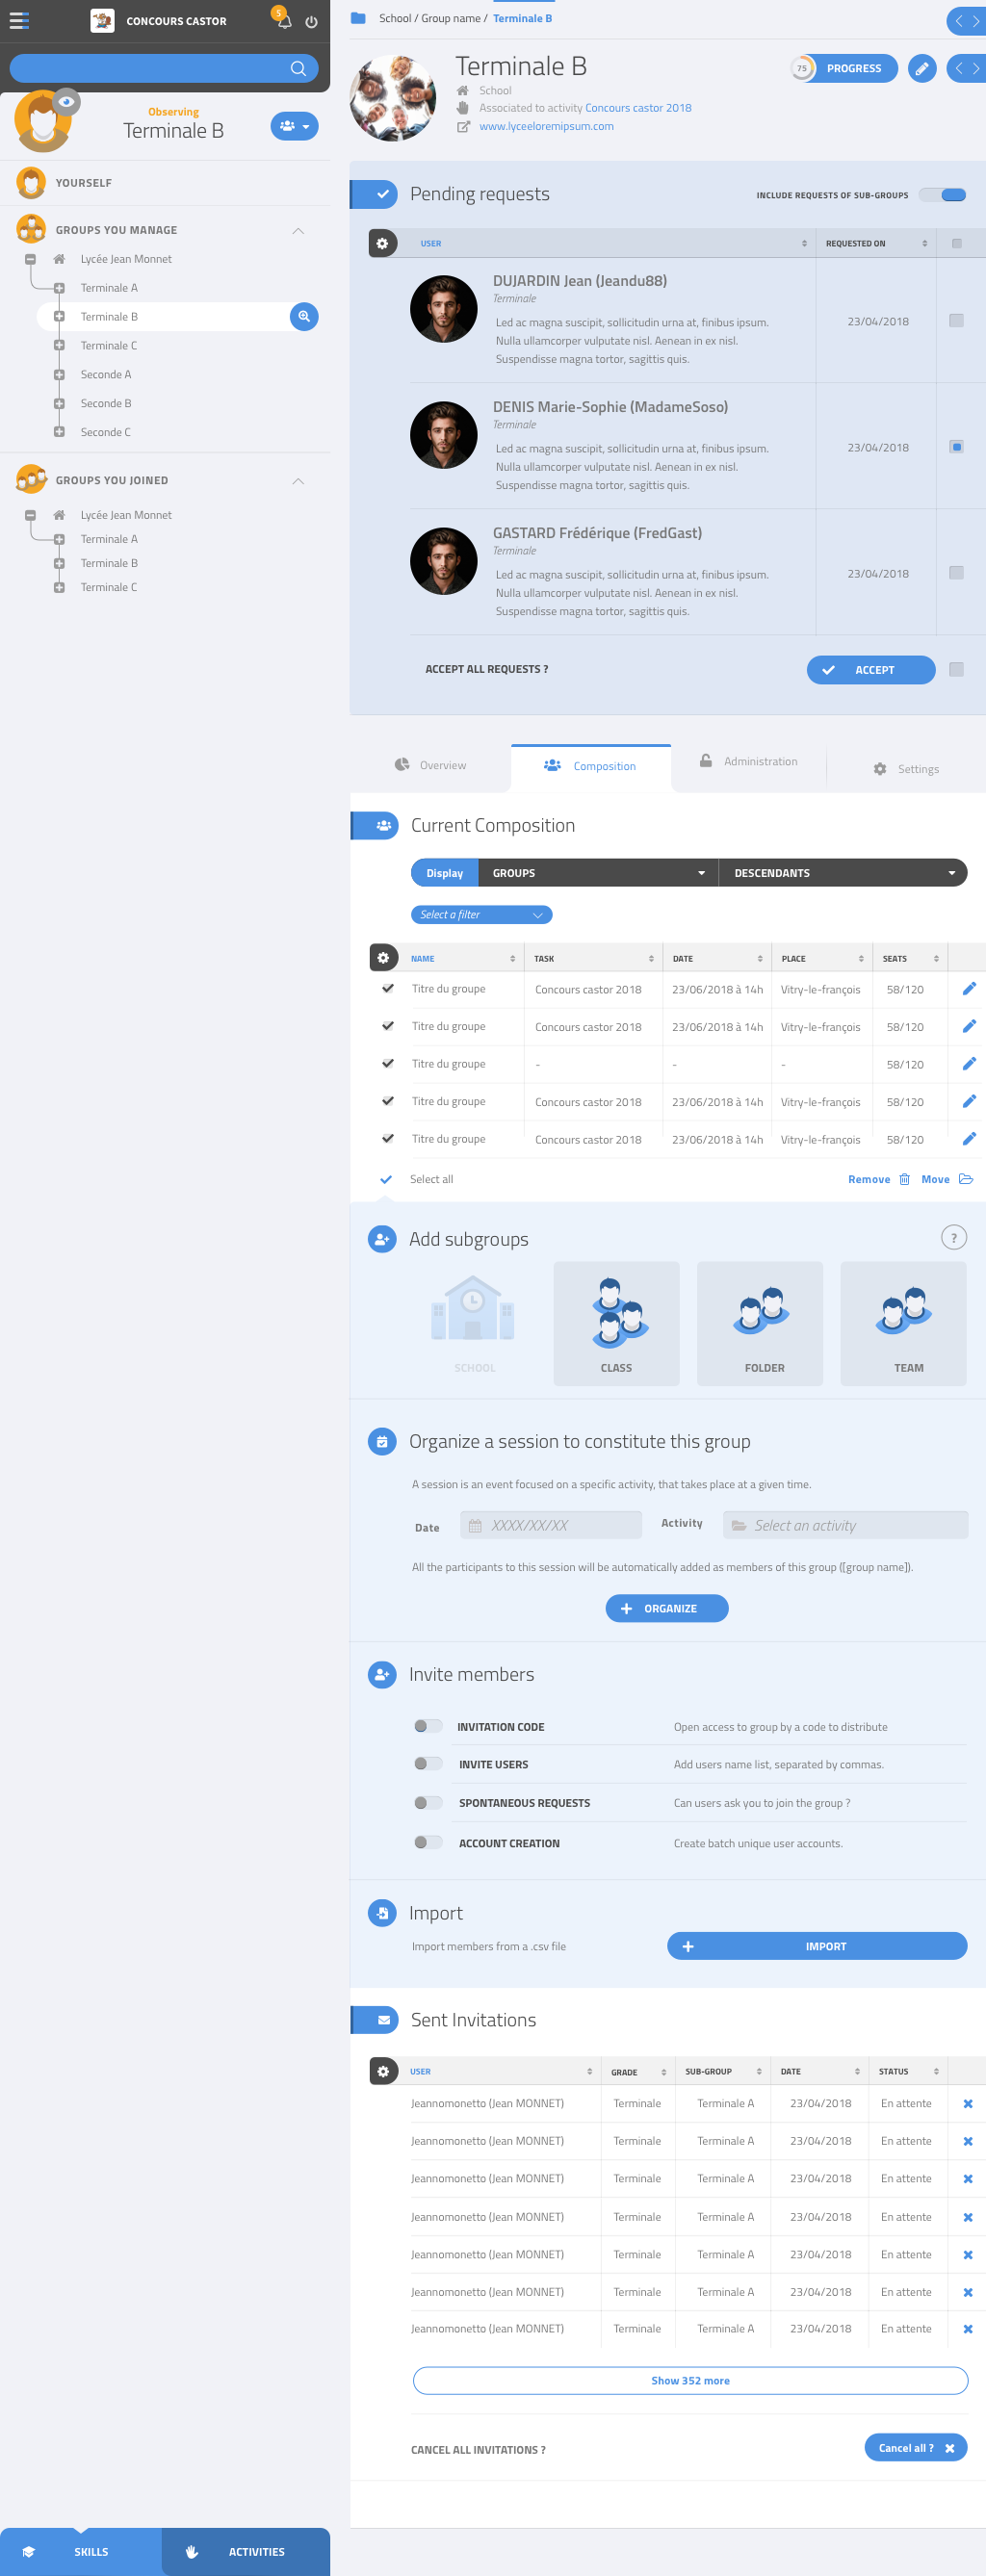 CONCOURS CASTOR
5
Observing
Terminale B
YOURSELF
GROUPS YOU MANAGE
Lycée Jean Monnet
Terminale A
Terminale B
Terminale C
Seconde A
Seconde B
Seconde C
GROUPS YOU JOINED
Lycée Jean Monnet
Terminale A
Terminale B
Terminale C
SKILLS
ACTIVITIES
School / Group name / Terminale B
Terminale B
75 PROGRESS
School
Associated to activity Concours castor 2018
www.lyceeloremipsum.com
Pending requests
INCLUDE REQUESTS OF SUB-GROUPS
USER REQUESTED ON
DUJARDIN Jean (Jeandu88)
Terminale
Led ac magna suscipit, sollicitudin urna at, finibus ipsum.
Nulla ullamcorper vulputate nisl. Aenean in ex nisl.
Suspendisse magna tortor, sagittis quis.
23/04/2018
DENIS Marie-Sophie (MadameSoso)
Terminale
Led ac magna suscipit, sollicitudin urna at, finibus ipsum.
Nulla ullamcorper vulputate nisl. Aenean in ex nisl.
Suspendisse magna tortor, sagittis quis.
23/04/2018
GASTARD Frédérique (FredGast)
Terminale
Led ac magna suscipit, sollicitudin urna at, finibus ipsum.
Nulla ullamcorper vulputate nisl. Aenean in ex nisl.
Suspendisse magna tortor, sagittis quis.
23/04/2018
ACCEPT ALL REQUESTS ?
ACCEPT
Overview
Composition
Administration
Settings
Current Composition
Display GROUPS DESCENDANTS
Select a filter
NAME TASK DATE PLACE SEATS
Titre du groupe Concours castor 2018 23/06/2018 à 14h Vitry-le-françois 58/120
Titre du groupe Concours castor 2018 23/06/2018 à 14h Vitry-le-françois 58/120
Titre du groupe - - - 58/120
Titre du groupe Concours castor 2018 23/06/2018 à 14h Vitry-le-françois 58/120
Titre du groupe Concours castor 2018 23/06/2018 à 14h Vitry-le-françois 58/120
Select all Remove Move
Add subgroups
?
SCHOOL CLASS FOLDER TEAM
Organize a session to constitute this group
A session is an event focused on a specific activity, that takes place at a given time.
Date XXXX/XX/XX Activity Select an activity
All the participants to this session will be automatically added as members of this group ([group name]).
ORGANIZE
Invite members
INVITATION CODE Open access to group by a code to distribute
INVITE USERS Add users name list, separated by commas.
SPONTANEOUS REQUESTS Can users ask you to join the group ?
ACCOUNT CREATION Create batch unique user accounts.
Import
Import members from a .csv file IMPORT
Sent Invitations
USER GRADE SUB-GROUP DATE STATUS
Jeannomonetto (Jean MONNET) Terminale Terminale A 23/04/2018 En attente
Jeannomonetto (Jean MONNET) Terminale Terminale A 23/04/2018 En attente
Jeannomonetto (Jean MONNET) Terminale Terminale A 23/04/2018 En attente
Jeannomonetto (Jean MONNET) Terminale Terminale A 23/04/2018 En attente
Jeannomonetto (Jean MONNET) Terminale Terminale A 23/04/2018 En attente
Jeannomonetto (Jean MONNET) Terminale Terminale A 23/04/2018 En attente
Jeannomonetto (Jean MONNET) Terminale Terminale A 23/04/2018 En attente
Show 352 more
CANCEL ALL INVITATIONS ?
Cancel all ?